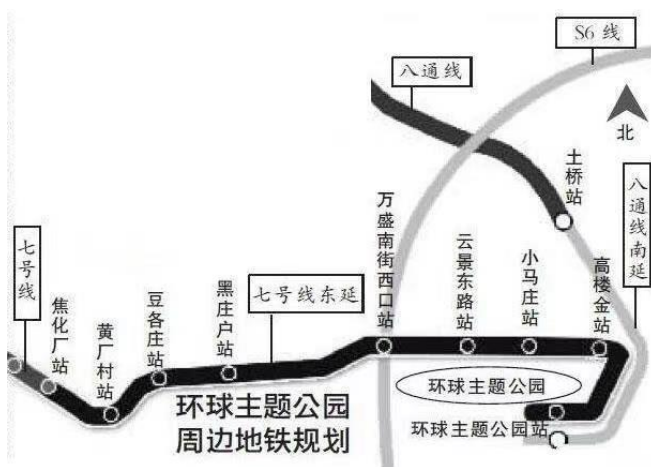 S6线
八通线
北
土桥站
八通线南延
万盛南街西口站
云景东路站
小马庄站
高楼金站
七号线
焦化厂站
黄厂村站
豆各庄站
黑庄户站
七号线东延
环球主题公园
环球主题公园站
环球主题公园
周边地铁规划